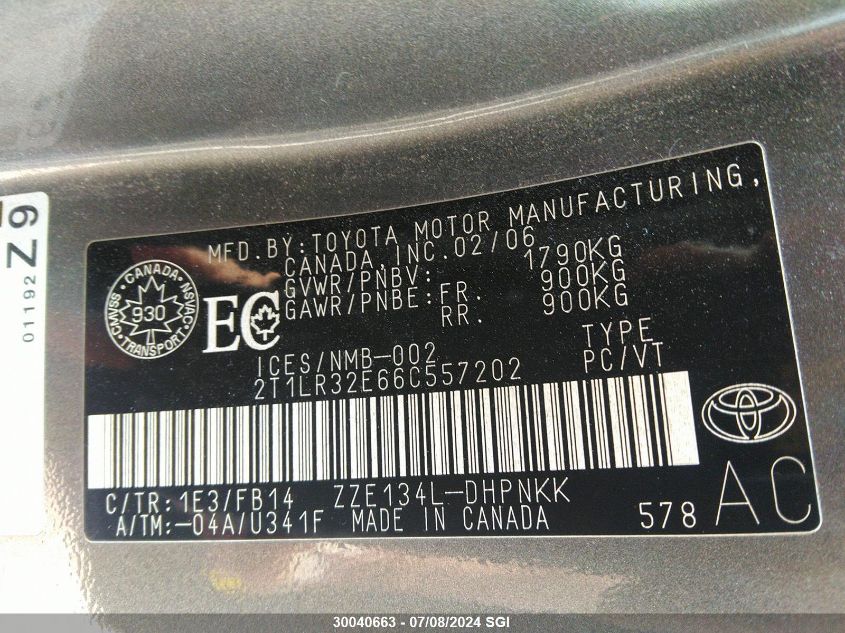 MFD.BY:TOYOTA MOTOR MANUFACTURING,
CANADA,INC.02/06
GVWR/PNBV: 1790KG
GAWR/PNBE: FR. 900KG
RR. 900KG
CMVSS CANADA NSVAC TRANSPORT
930
EC
ICES/NMB-002
TYPE
2T1LR32E66C557202
PC/VT
C/TR:1E3/FB14 ZZE134L-DHPNKK
A/TM:-04A/U341F MADE IN CANADA
578
AC
01192
Z9
30040663 - 07/08/2024 SGI